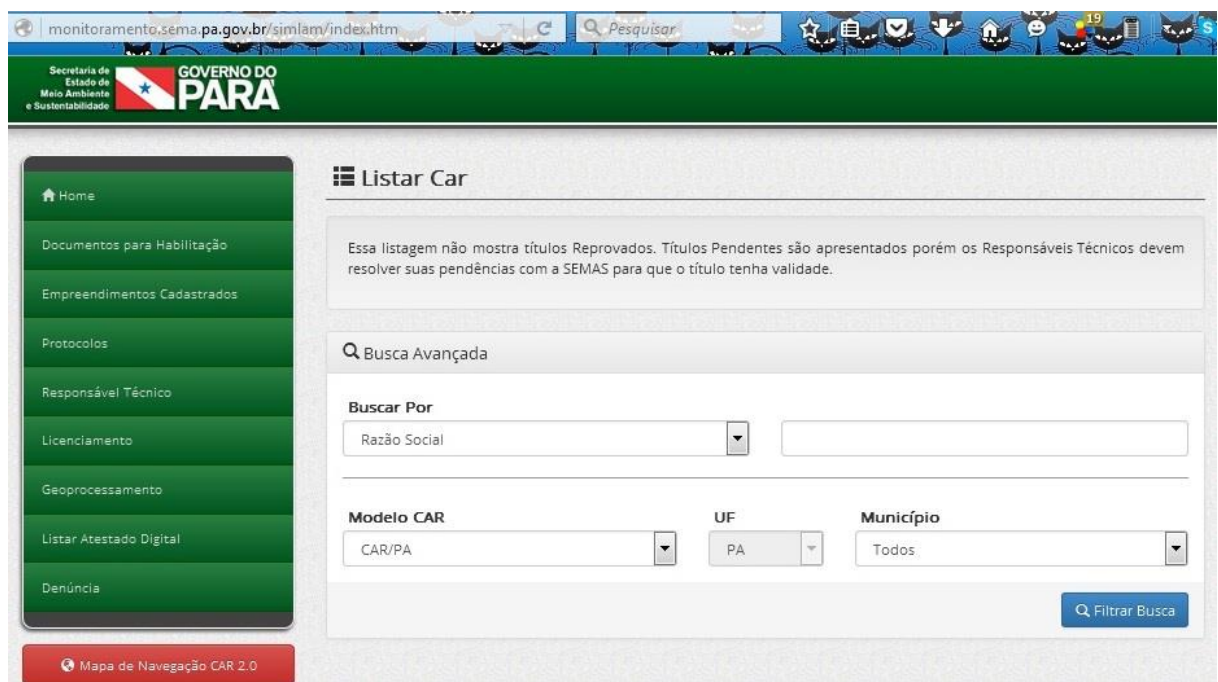 monitoramento.sema.pa.gov.br/simlam/index.htm
Pesquisar
19
S
Secretaria de
Estado de
Meio Ambiente
e Sustentabilidade
GOVERNO DO
PARÁ
Home
Documentos para Habilitação
Empreendimentos Cadastrados
Protocolos
Responsável Técnico
Licenciamento
Geoprocessamento
Listar Atestado Digital
Denúncia
Mapa de Navegação CAR 2.0
Listar Car
Essa listagem não mostra títulos Reprovados. Títulos Pendentes são apresentados porém os Responsáveis Técnicos devem
resolver suas pendências com a SEMAS para que o título tenha validade.
Busca Avançada
Buscar Por
Razão Social
Modelo CAR
UF
Município
CAR/PA
PA
Todos
Filtrar Busca